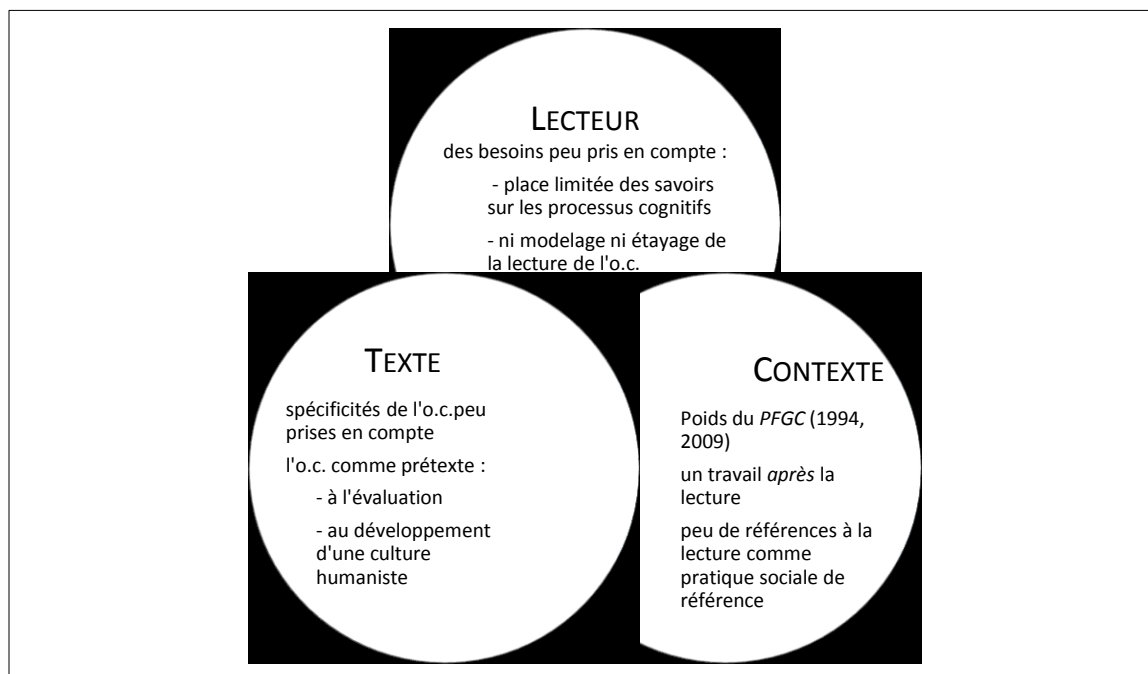 LECTEUR
des besoins peu pris en compte :
- place limitée des savoirs
sur les processus cognitifs
- ni modelage ni étayage de
la lecture de l'o.c.
TEXTE
spécificités de l'o.c.peu
prises en compte
l'o.c. comme prétexte :
- à l'évaluation
- au développement
d'une culture
humaniste
CONTEXTE
Poids du PFGC (1994,
2009)
un travail après la
lecture
peu de références à la
lecture comme
pratique sociale de
référence